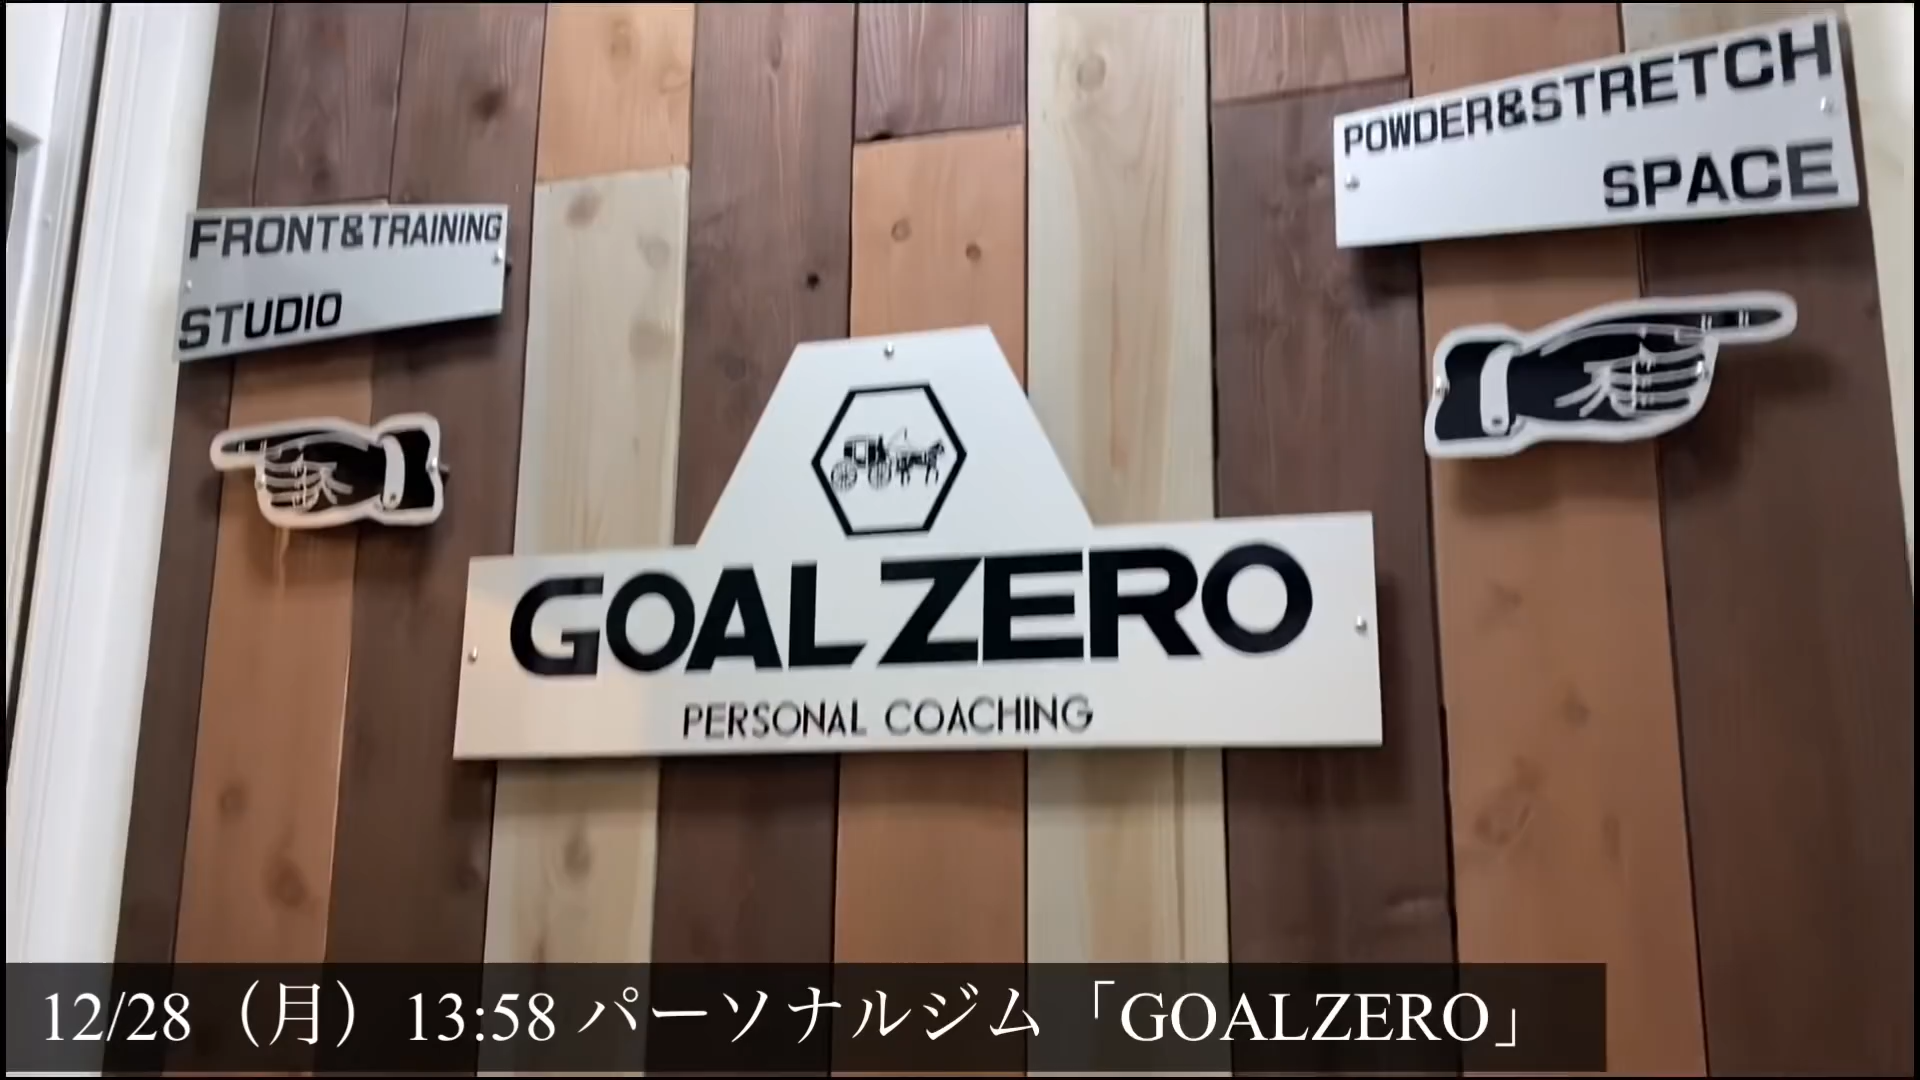 FRONT&TRAINING
STUDIO
POWDER&STRETCH
SPACE
GOALZERO
PERSONAL COACHING
12/28（月）13:58 パーソナルジム「GOALZERO」